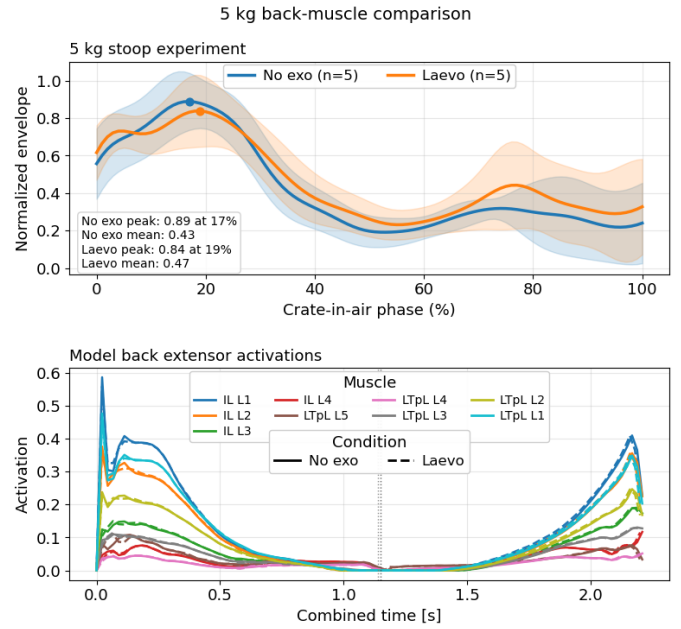 5 kg back-muscle comparison
5 kg stoop experiment
No exo (n=5) Laevo (n=5)
Normalized envelope
1.0
0.8
0.6
0.4
0.2
0.0
No exo peak: 0.89 at 17%
No exo mean: 0.43
Laevo peak: 0.84 at 19%
Laevo mean: 0.47
0 20 40 60 80 100
Crate-in-air phase (%)
Model back extensor activations
Muscle
IL L1 IL L4 LTpL L4 LTpL L2
IL L2 LTpL L5 LTpL L3 LTpL L1
IL L3
Condition
No exo Laevo
Activation
0.6
0.5
0.4
0.3
0.2
0.1
0.0
0.0 0.5 1.0 1.5 2.0
Combined time [s]